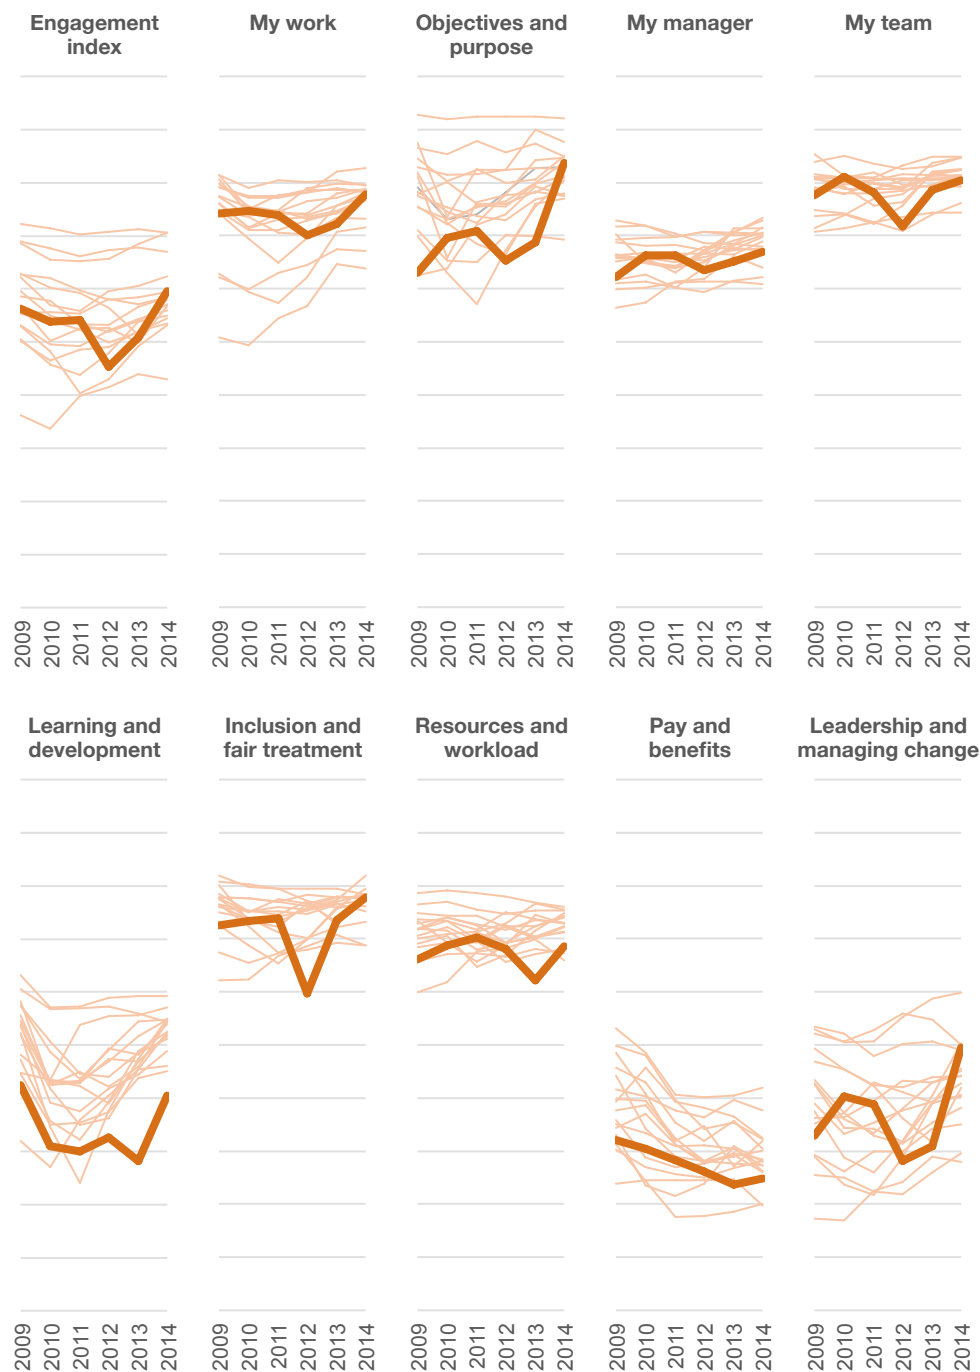 Engagement
index
My work
Objectives and
purpose
My manager
My team
2009 2010 2011 2012 2013 2014
2009 2010 2011 2012 2013 2014
2009 2010 2011 2012 2013 2014
2009 2010 2011 2012 2013 2014
2009 2010 2011 2012 2013 2014
Learning and
development
Inclusion and
fair treatment
Resources and
workload
Pay and
benefits
Leadership and
managing change
2009 2010 2011 2012 2013 2014
2009 2010 2011 2012 2013 2014
2009 2010 2011 2012 2013 2014
2009 2010 2011 2012 2013 2014
2009 2010 2011 2012 2013 2014